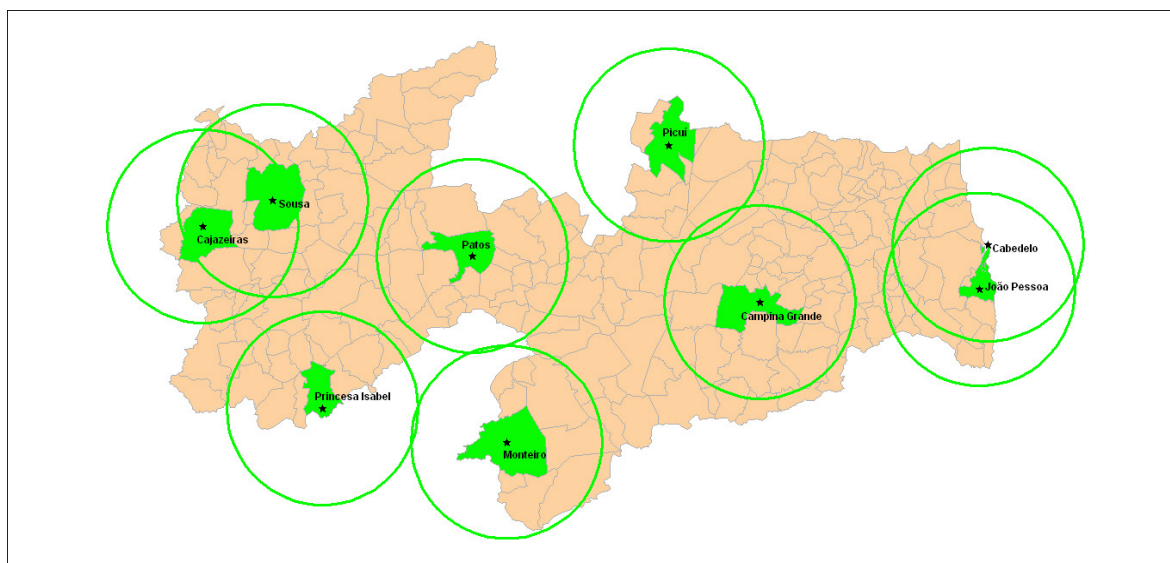 Picuí
Sousa
Cajazeiras
Patos
Cabedelo
João Pessoa
Campina Grande
Princesa Isabel
Monteiro